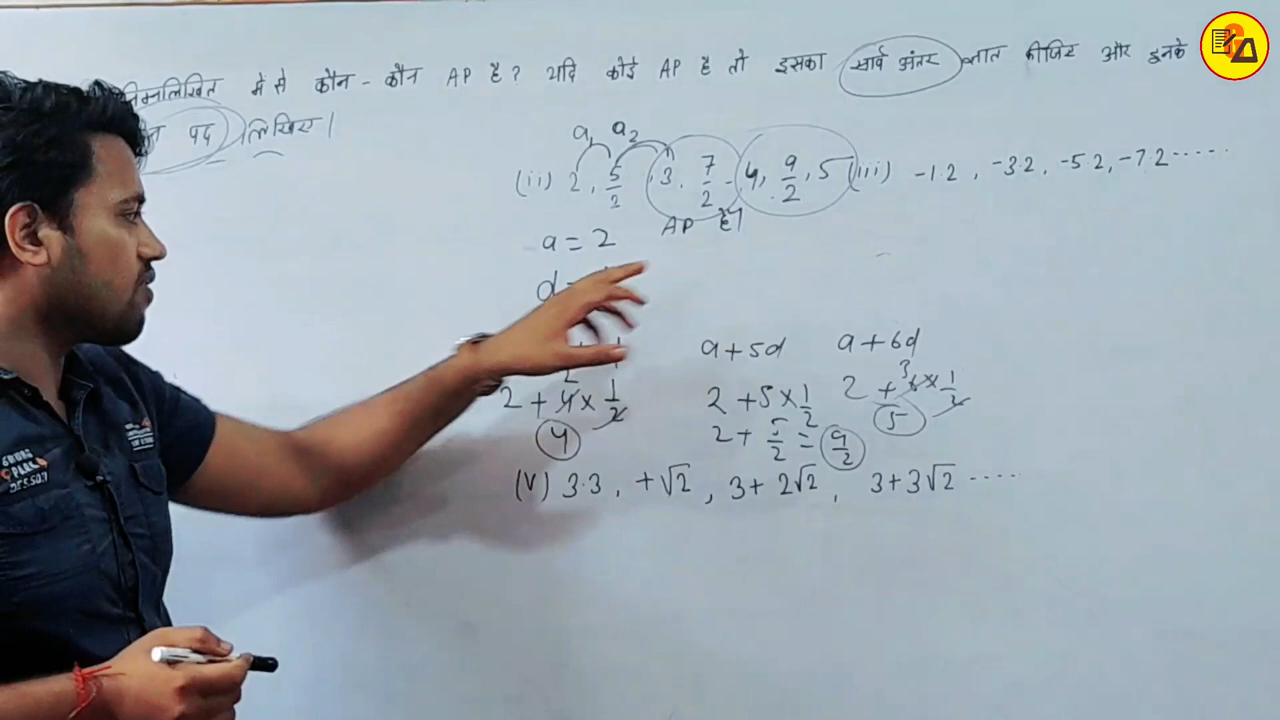 में से कौन - कौन AP है ? यदि कोई AP है तो इसका सार्व अंतर ज्ञात कीजिए और इनके
पद लिखिए |
a₁ a₂
(ii) 2, 5/2, 3, 7/2 - 4, 9/2, 5 (iii) -1.2, -3.2, -5.2, -7.2 .....
AP है |
a = 2
d =
a + 5d a + 6d
2 + 4 × 1/2 2 + 5 × 1/2 2 + 6 × 1/2
3
4 2 + 5/2 = 9/2 5
(V) 3.3, +√2, 3 + 2√2, 3 + 3√2 ....